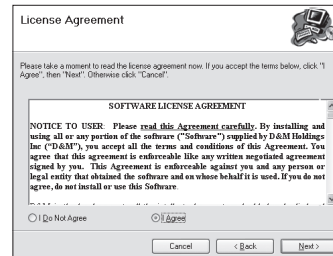 License Agreement
Please take a moment to read the license agreement now. If you accept the terms below, click "I
Agree", then "Next". Otherwise click "Cancel".
SOFTWARE LICENSE AGREEMENT
NOTICE TO USER: Please read this Agreement carefully. By installing and
using all or any portion of the software ("Software") supplied by D&M Holdings
Inc ("D&M"), you accept all the terms and conditions of this Agreement. You
agree that this agreement is enforceable like any written negotiated agreement
signed by you. This Agreement is enforceable against you and any person or
legal entity that obtained the software and on whose behalf it is used. If you do not
agree, do not install or use this Software.
I Do Not Agree
I Agree
Cancel
< Back
Next >